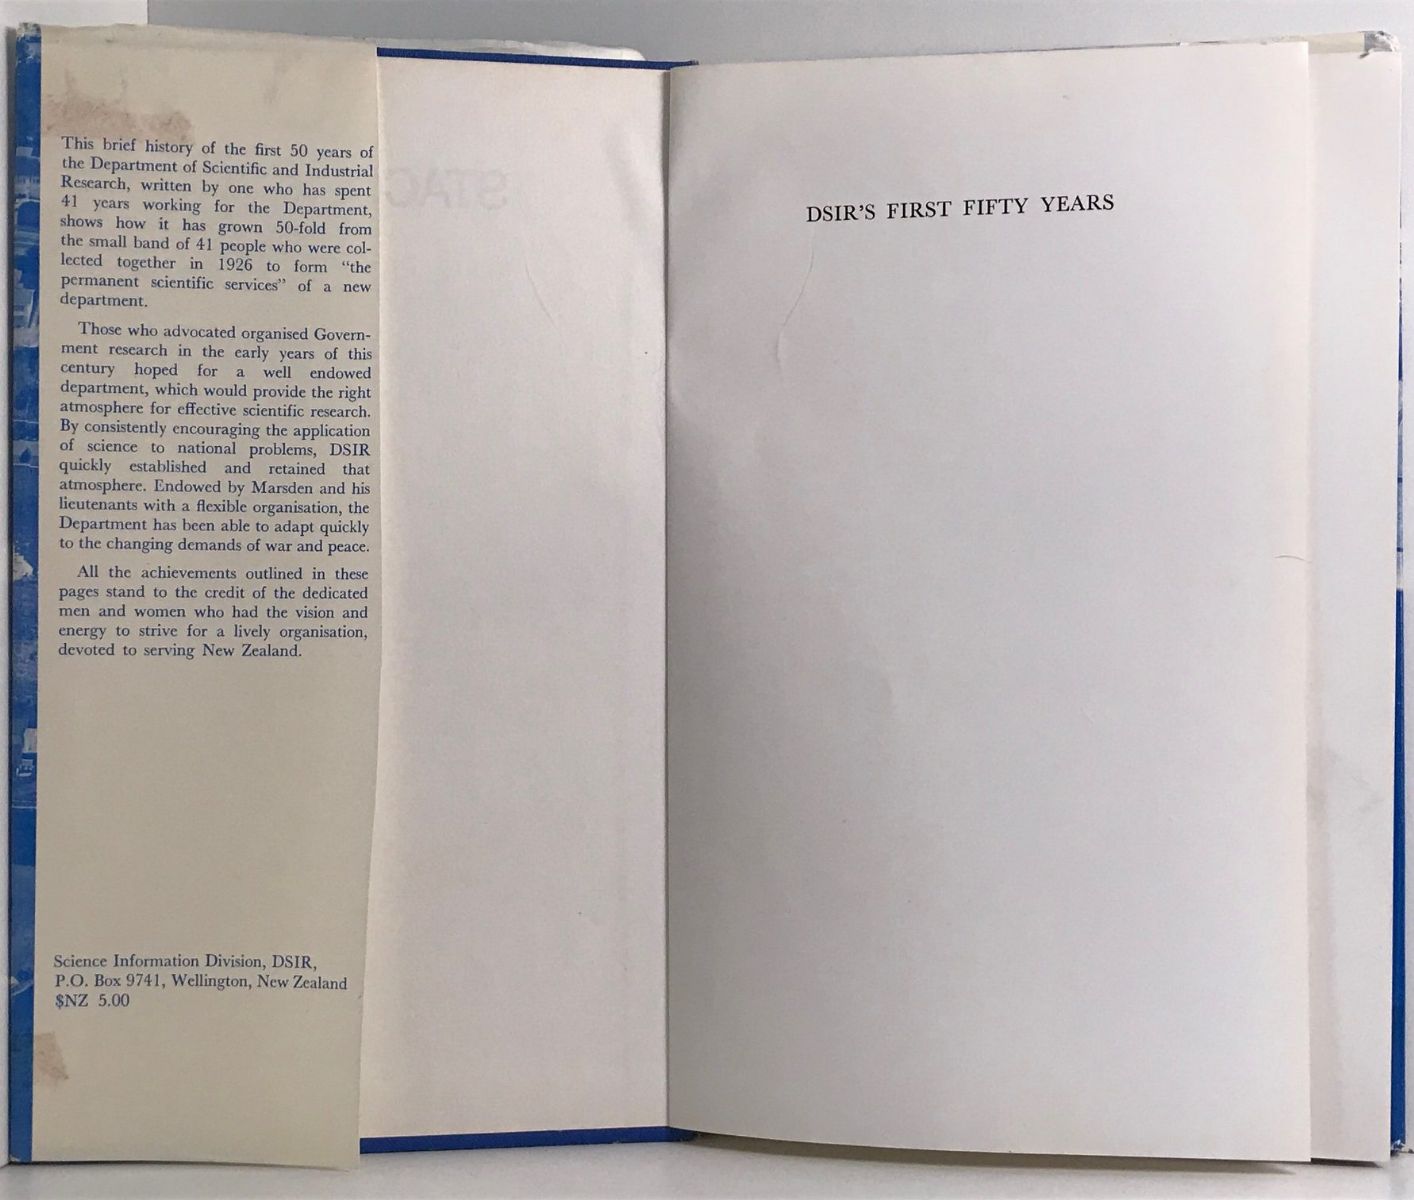 This brief history of the first 50 years of
the Department of Scientific and Industrial
Research, written by one who has spent
41 years working for the Department,
shows how it has grown 50-fold from
the small band of 41 people who were col-
lected together in 1926 to form “the
permanent scientific services” of a new
department.
Those who advocated organised Govern-
ment research in the early years of this
century hoped for a well endowed
department, which would provide the right
atmosphere for effective scientific research.
By consistently encouraging the application
of science to national problems, DSIR
quickly established and retained that
atmosphere. Endowed by Marsden and his
lieutenants with a flexible organisation, the
Department has been able to adapt quickly
to the changing demands of war and peace.
All the achievements outlined in these
pages stand to the credit of the dedicated
men and women who had the vision and
energy to strive for a lively organisation,
devoted to serving New Zealand.
Science Information Division, DSIR,
P.O. Box 9741, Wellington, New Zealand
$NZ 5.00
DSIR’S FIRST FIFTY YEARS